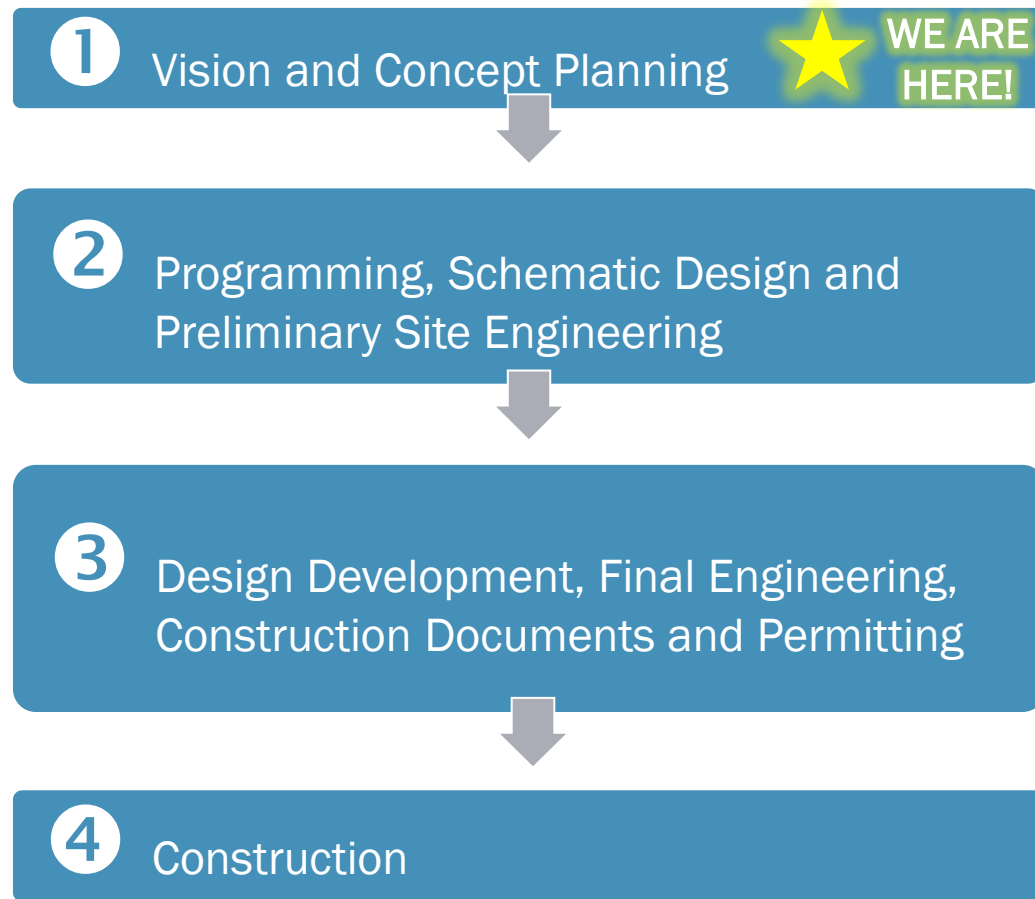 1 Vision and Concept Planning
WE ARE
HERE!
2 Programming, Schematic Design and
Preliminary Site Engineering
3 Design Development, Final Engineering,
Construction Documents and Permitting
4 Construction